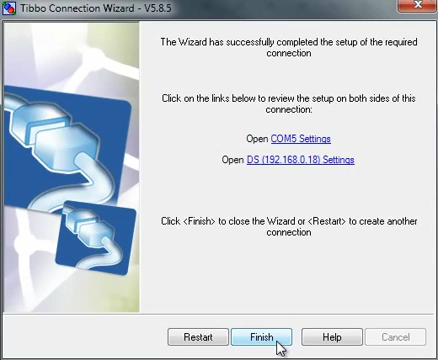 Tibbo Connection Wizard - V5.8.5
The Wizard has successfully completed the setup of the required
connection
Click on the links below to review the setup on both sides of this
connection:
Open COM5 Settings
Open DS (192.168.0.18) Settings
Click <Finish> to close the Wizard or <Restart> to create another
connection
Restart Finish Help Cancel